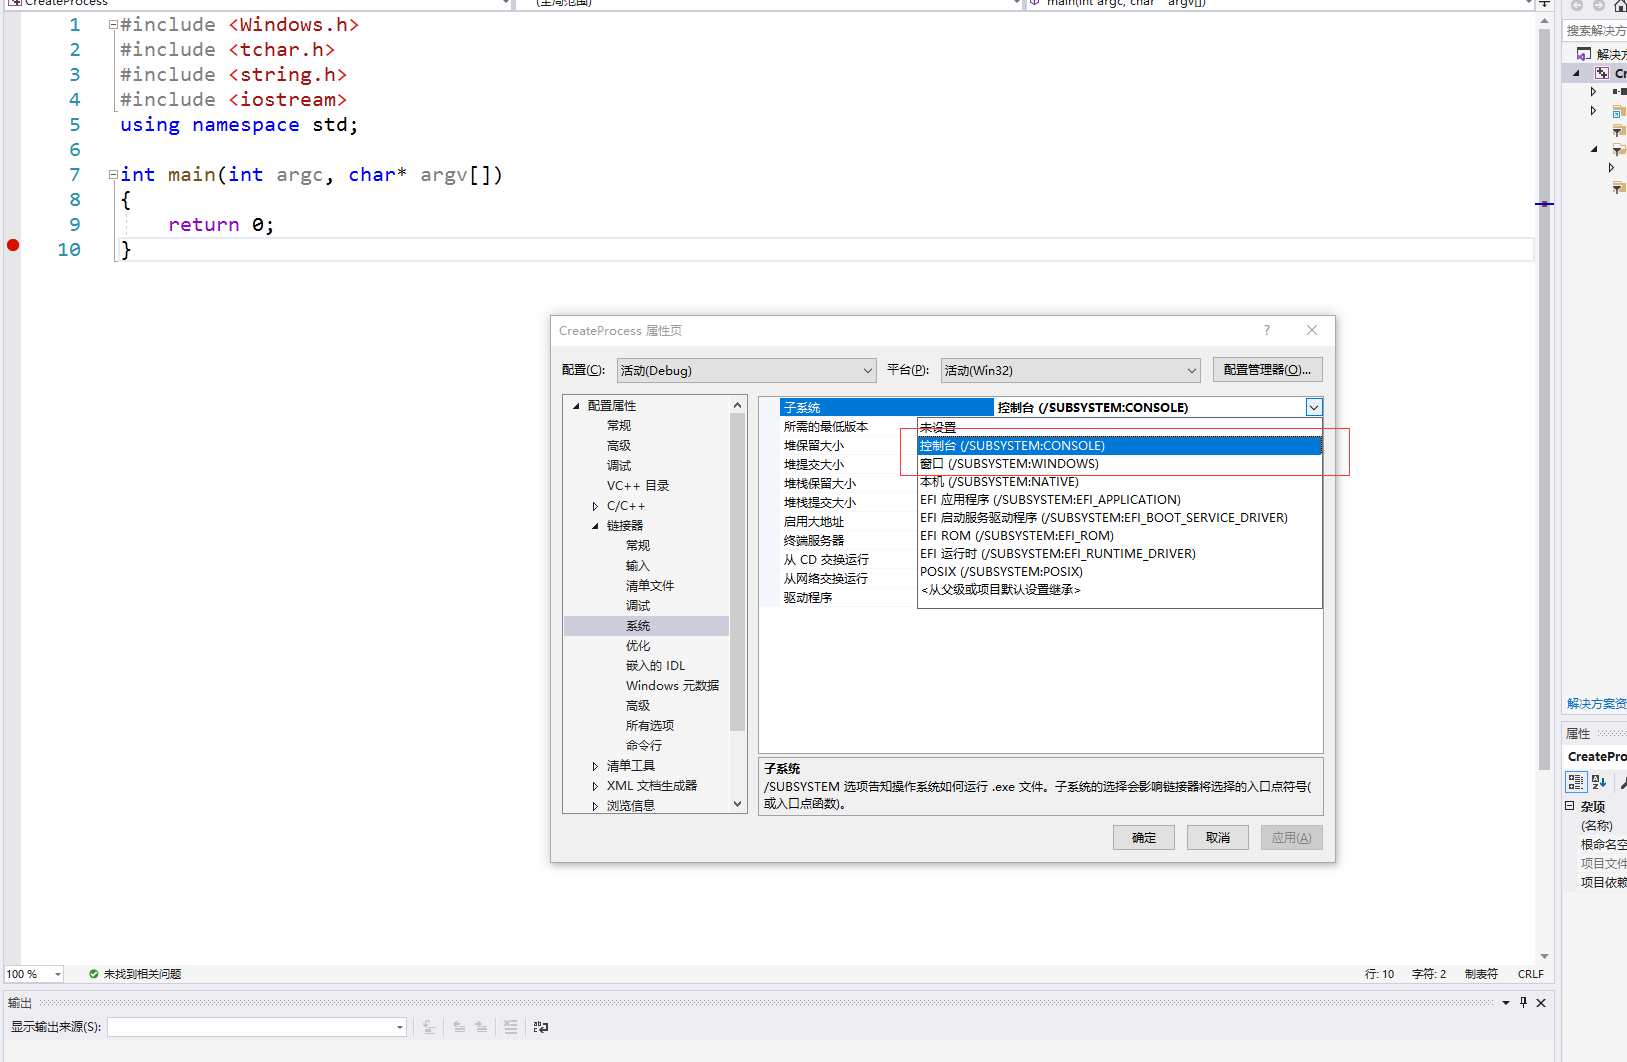 CreateProcess
(全局范围)
main(int argc, char * argv[])
1 #include <Windows.h>
2 #include <tchar.h>
3 #include <string.h>
4 #include <iostream>
5 using namespace std;
6
7 int main(int argc, char* argv[])
8 {
9 return 0;
10 }
搜索解决方
解决方
Cr
CreateProcess 属性页
?
配置(C): 活动(Debug) 平台(P): 活动(Win32) 配置管理器(O)...
配置属性
常规
高级
调试
VC++ 目录
C/C++
链接器
常规
输入
清单文件
调试
系统
优化
嵌入的 IDL
Windows 元数据
高级
所有选项
命令行
清单工具
XML 文档生成器
浏览信息
子系统 控制台 (/SUBSYSTEM:CONSOLE)
所需的最低版本
堆保留大小
堆提交大小
堆栈保留大小
堆栈提交大小
启用大地址
终端服务器
从 CD 交换运行
从网络交换运行
驱动程序
未设置
控制台 (/SUBSYSTEM:CONSOLE)
窗口 (/SUBSYSTEM:WINDOWS)
本机 (/SUBSYSTEM:NATIVE)
EFI 应用程序 (/SUBSYSTEM:EFI_APPLICATION)
EFI 启动服务驱动程序 (/SUBSYSTEM:EFI_BOOT_SERVICE_DRIVER)
EFI ROM (/SUBSYSTEM:EFI_ROM)
EFI 运行时 (/SUBSYSTEM:EFI_RUNTIME_DRIVER)
POSIX (/SUBSYSTEM:POSIX)
<从父级或项目默认设置继承>
子系统
/SUBSYSTEM 选项告知操作系统如何运行 .exe 文件。子系统的选择会影响链接器将选择的入口点符号(
或入口点函数)。
确定 取消 应用(A)
解决方案资
属性
CreatePro
杂项
(名称)
根命名空
项目文件
项目依赖
100 % 未找到相关问题 行: 10 字符: 2 制表符 CRLF
输出
显示输出来源(S):